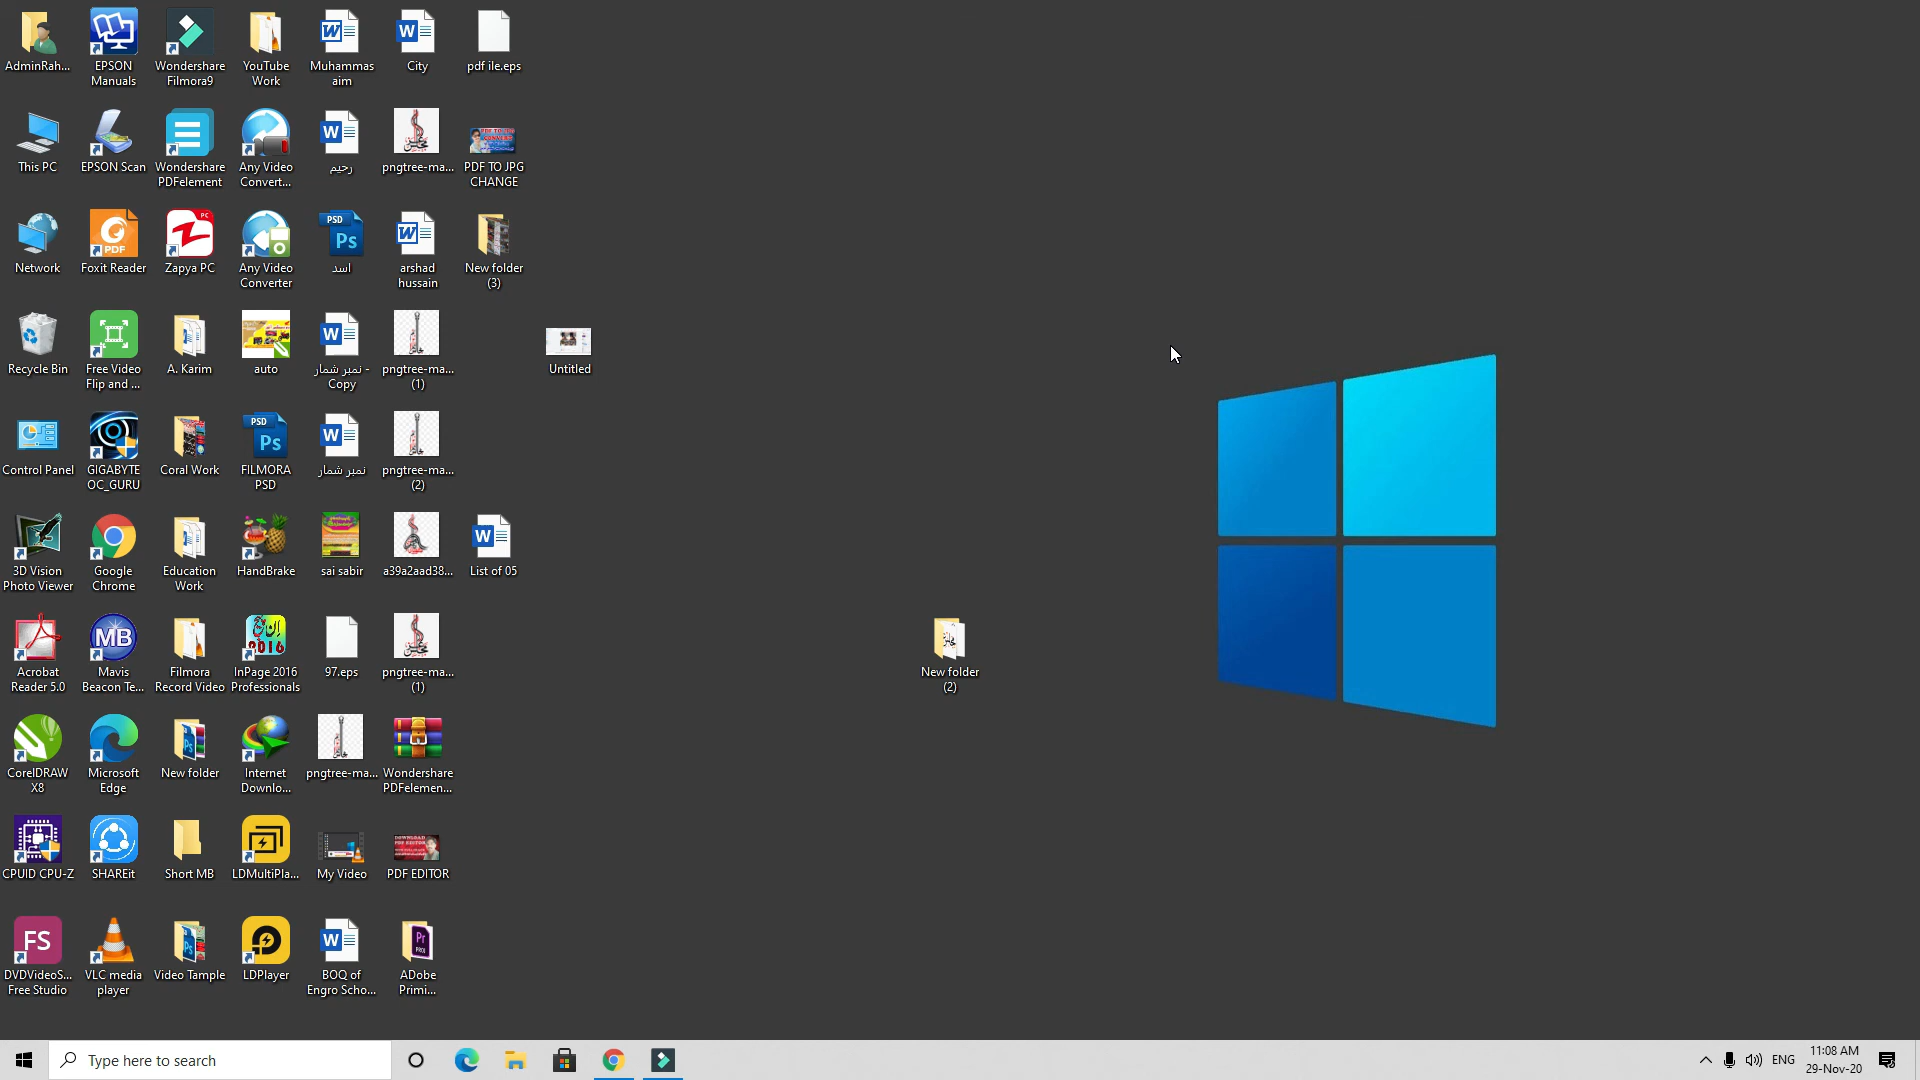 AdminRah...
EPSON
Manuals
Wondershare
Filmora9
YouTube
Work
Muhammas
aim
City
pdf ile.eps
This PC
EPSON Scan
Wondershare
PDFelement
Any Video
Convert...
رحیم
pngtree-ma...
PDF TO JPG
CHANGE
Network
Foxit Reader
Zapya PC
Any Video
Converter
اسد
arshad
hussain
New folder
(3)
Recycle Bin
Free Video
Flip and ...
A. Karim
auto
نمبر شمار -
Copy
pngtree-ma...
(1)
Untitled
Control Panel
GIGABYTE
OC_GURU
Coral Work
FILMORA
PSD
نمبر شمار
pngtree-ma...
(2)
3D Vision
Photo Viewer
Google
Chrome
Education
Work
HandBrake
sai sabir
a39a2aad38...
List of 05
Acrobat
Reader 5.0
Mavis
Beacon Te...
Filmora
Record Video
InPage 2016
Professionals
97.eps
pngtree-ma...
(1)
New folder
(2)
CorelDRAW
X8
Microsoft
Edge
New folder
Internet
Downlo...
pngtree-ma...
Wondershare
PDFelemen...
CPUID CPU-Z
SHAREit
Short MB
LDMultiPla...
My Video
PDF EDITOR
DVDVideoS...
Free Studio
VLC media
player
Video Tample
LDPlayer
BOQ of
Engro Scho...
ADobe
Primi...
Type here to search
ENG
11:08 AM
29-Nov-20